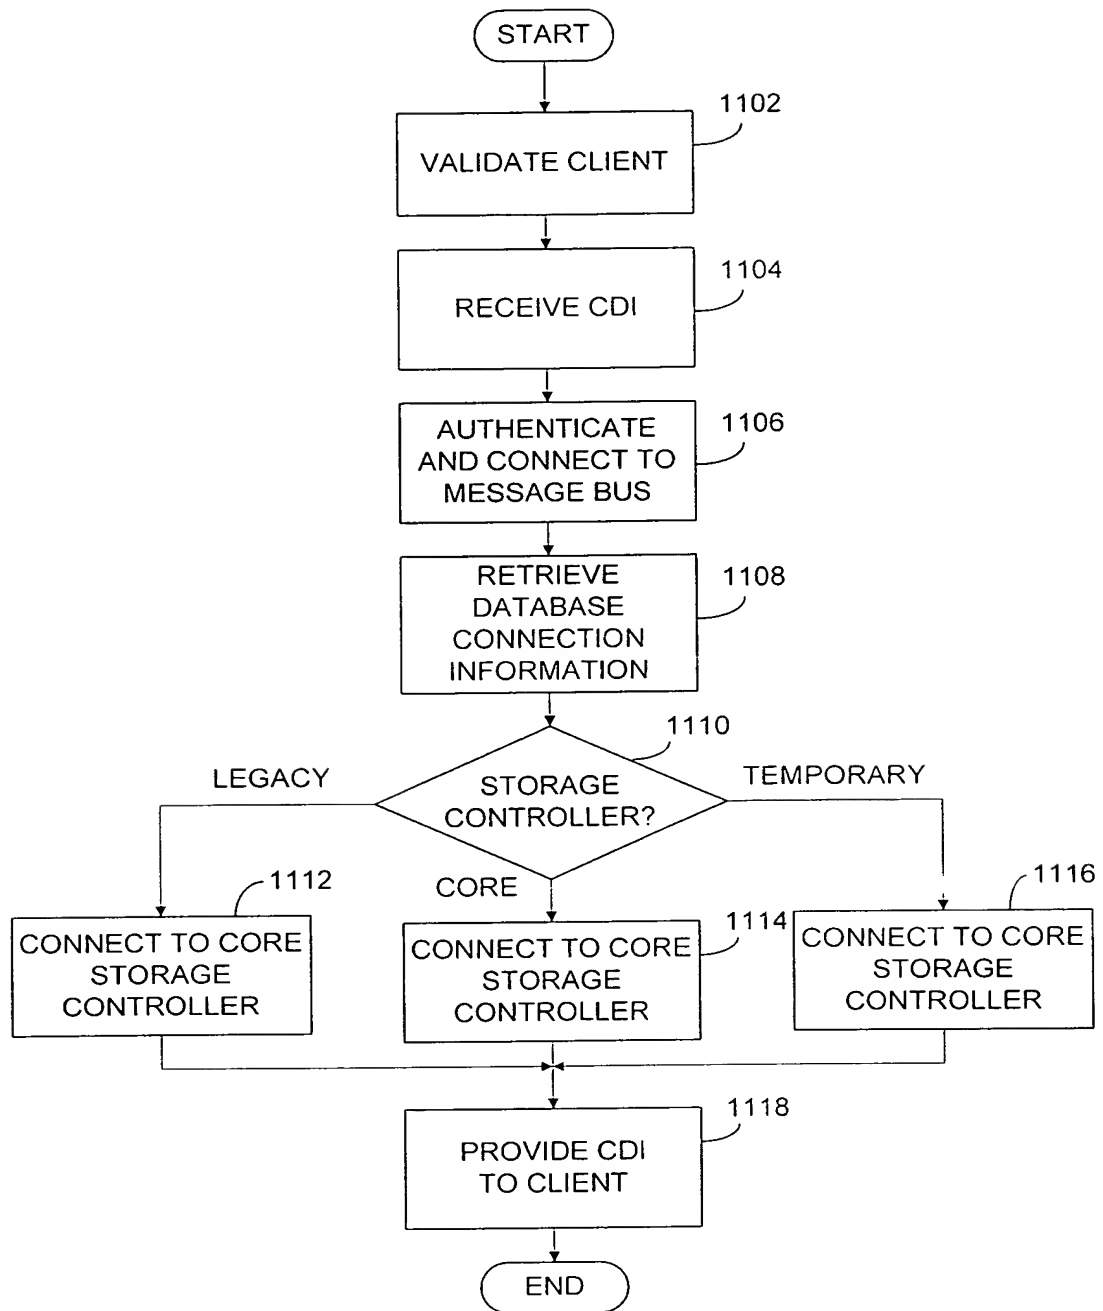 START
1102
VALIDATE CLIENT
1104
RECEIVE CDI
1106
AUTHENTICATE
AND CONNECT TO
MESSAGE BUS
1108
RETRIEVE
DATABASE
CONNECTION
INFORMATION
1110
STORAGE
CONTROLLER?
LEGACY
TEMPORARY
CORE
1112
CONNECT TO CORE
STORAGE
CONTROLLER
1114
CONNECT TO CORE
STORAGE
CONTROLLER
1116
CONNECT TO CORE
STORAGE
CONTROLLER
1118
PROVIDE CDI
TO CLIENT
END